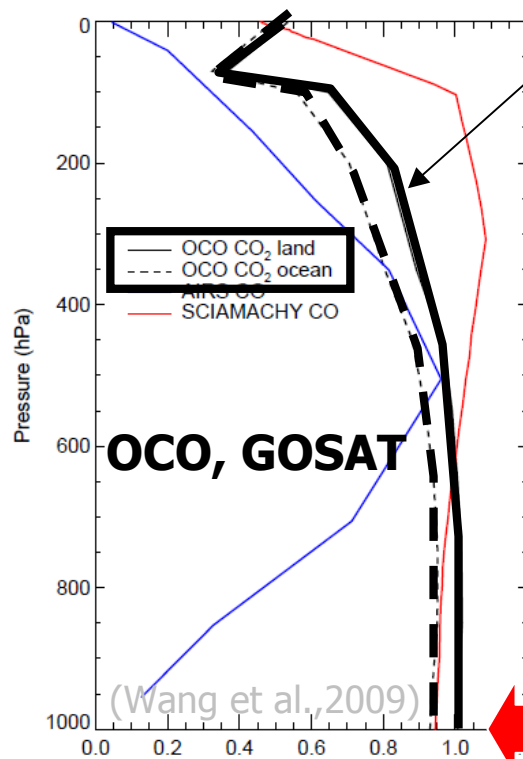 0
200
OCO CO₂ land
OCO CO₂ ocean
AIRS CO
SCIAMACHY CO
400
Pressure (hPa)
OCO, GOSAT
600
800
(Wang et al.,2009)
1000
0.0 0.2 0.4 0.6 0.8 1.0